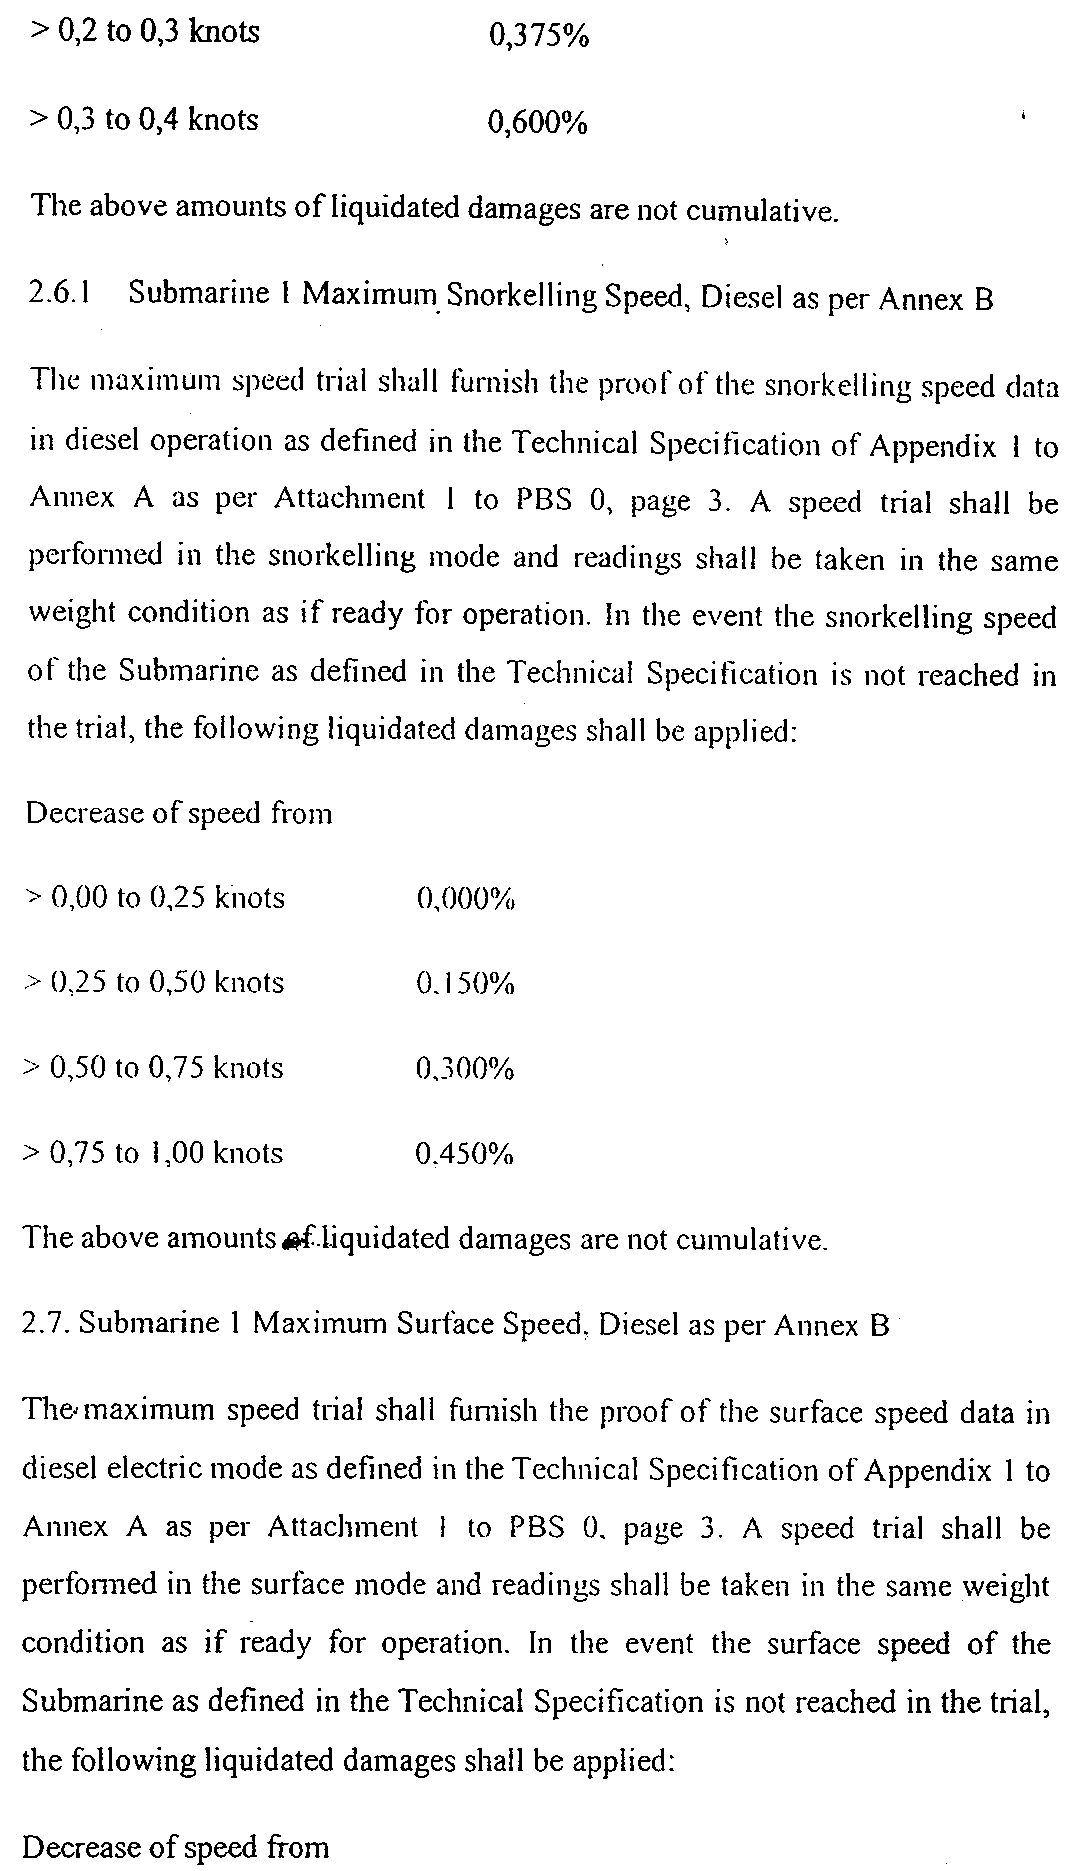 > 0,2 to 0,3 knots 0,375%
> 0,3 to 0,4 knots 0,600%
The above amounts of liquidated damages are not cumulative.
2.6.1 Submarine 1 Maximum Snorkelling Speed, Diesel as per Annex B
The maximum speed trial shall furnish the proof of the snorkelling speed data
in diesel operation as defined in the Technical Specification of Appendix 1 to
Annex A as per Attachment 1 to PBS 0, page 3. A speed trial shall be
performed in the snorkelling mode and readings shall be taken in the same
weight condition as if ready for operation. In the event the snorkelling speed
of the Submarine as defined in the Technical Specification is not reached in
the trial, the following liquidated damages shall be applied:
Decrease of speed from
> 0,00 to 0,25 knots 0,000%
> 0,25 to 0,50 knots 0.150%
> 0,50 to 0,75 knots 0,300%
> 0,75 to 1,00 knots 0.450%
The above amounts of liquidated damages are not cumulative.
2.7. Submarine 1 Maximum Surface Speed, Diesel as per Annex B
The maximum speed trial shall furnish the proof of the surface speed data in
diesel electric mode as defined in the Technical Specification of Appendix 1 to
Annex A as per Attachment 1 to PBS 0, page 3. A speed trial shall be
performed in the surface mode and readings shall be taken in the same weight
condition as if ready for operation. In the event the surface speed of the
Submarine as defined in the Technical Specification is not reached in the trial,
the following liquidated damages shall be applied:
Decrease of speed from